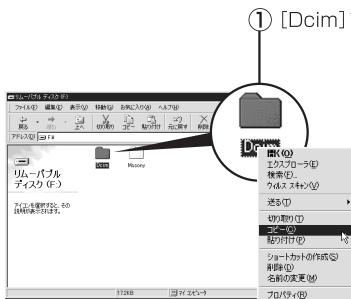 ① [Dcim]
リムーバブル ディスク (F:)
ファイル(F) 編集(E) 表示(V) 移動(G) お気に入り(A) ヘルプ(H)
戻る 進む 上へ 切り取り コピー 貼り付け 元に戻す 削除
アドレス(D) F:¥
リムーバブル
ディスク (F:)
アイコンを選択すると、その
説明が表示されます。
Dcim
Mssony
172KB マイ コンピュータ
開く(O)
エクスプローラ(E)
検索(F)...
ウィルス スキャン(V)
送る(T)
切り取り(T)
コピー(C)
貼り付け(P)
ショートカットの作成(S)
削除(D)
名前の変更(M)
プロパティ(R)